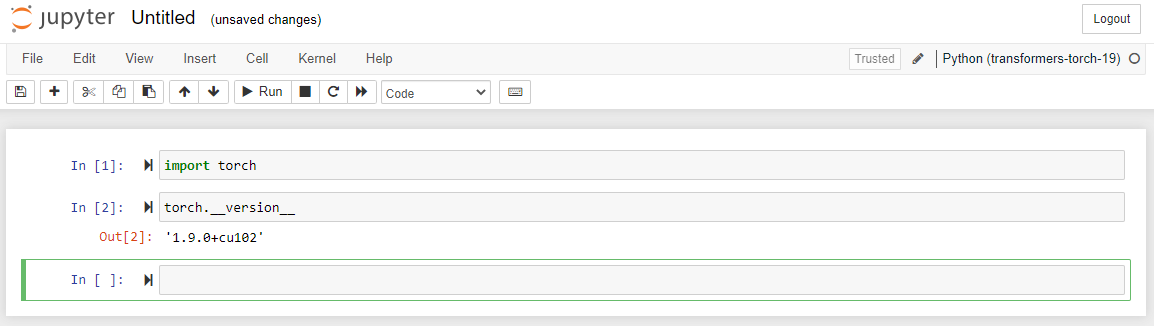 jupyter Untitled (unsaved changes) Logout
File Edit View Insert Cell Kernel Help Trusted Python (transformers-torch-19)
Run Code
In [1]: import torch
In [2]: torch.__version__
Out[2]: '1.9.0+cu102'
In [ ]: